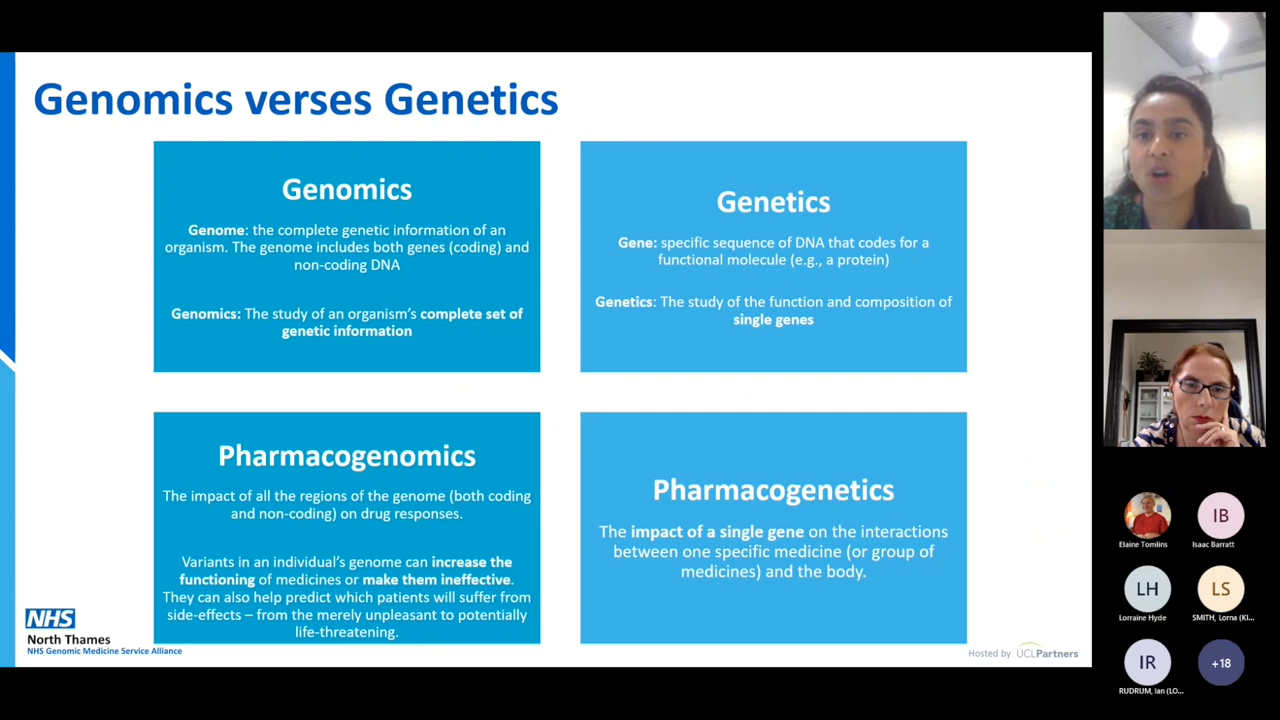 Genomics verses Genetics
Genomics
Genome: the complete genetic information of an
organism. The genome includes both genes (coding) and
non-coding DNA
Genomics: The study of an organism's complete set of
genetic information
Genetics
Gene: specific sequence of DNA that codes for a
functional molecule (e.g., a protein)
Genetics: The study of the function and composition of
single genes
Pharmacogenomics
The impact of all the regions of the genome (both coding
and non-coding) on drug responses.
Variants in an individual's genome can increase the
functioning of medicines or make them ineffective.
They can also help predict which patients will suffer from
side-effects – from the merely unpleasant to potentially
life-threatening.
Pharmacogenetics
The impact of a single gene on the interactions
between one specific medicine (or group of
medicines) and the body.
NHS
North Thames
NHS Genomic Medicine Service Alliance
Hosted by UCLPartners
Elaine Tomlins
IB
Isaac Barratt
LH
Lorraine Hyde
LS
SMITH, Lorna (KI...
IR
RUDRUM, Ian (LO...
+18